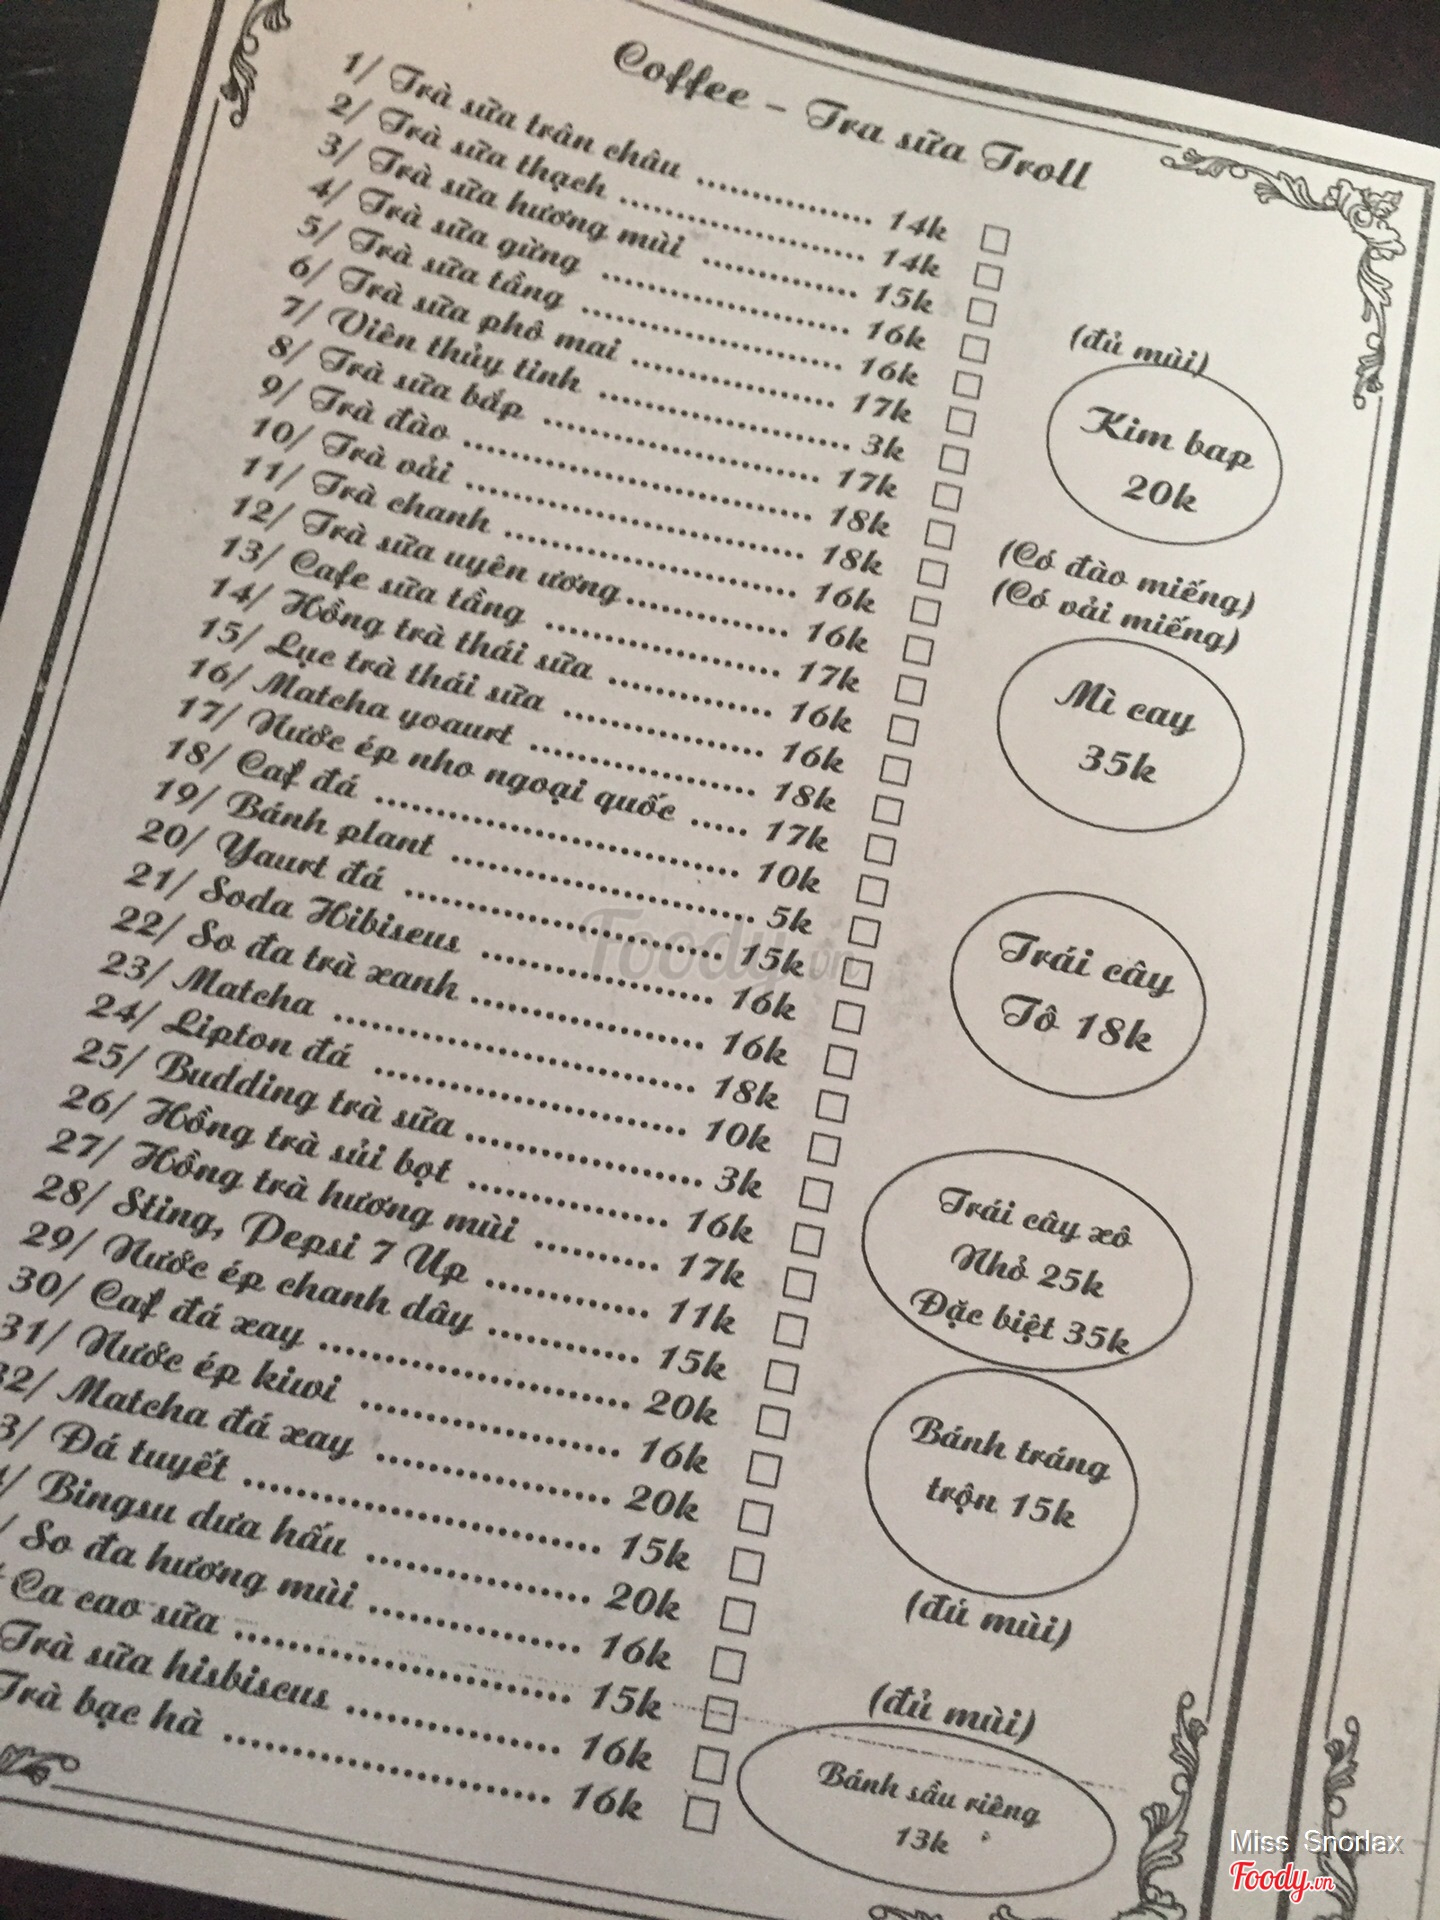 Coffee - Tra sữa Troll
1/ Trà sữa trân châu ................ 14k
2/ Trà sữa thạch ...................... 14k
3/ Trà sữa hương mùi .............. 15k
4/ Trà sữa gừng ...................... 16k
5/ Trà sữa tầng ....................... 16k
6/ Trà sữa phô mai .................. 17k
7/ Viên thủy tinh ...................... 3k
8/ Trà sữa bắp .......................... 17k
9/ Trà đào ................................ 18k
10/ Trà vải .............................. 18k
11/ Trà chanh .......................... 16k
12/ Trà sữa uyên ương............... 16k
13/ Cafe sữa tầng ..................... 17k
14/ Hồng trà thái sữa ............... 16k
15/ Lục trà thái sữa .................. 16k
16/ Matcha yoaurt .................... 18k
17/ Nước ép nho ngoại quốc ..... 17k
18/ Caf đá ................................ 10k
19/ Bánh plant .......................... 5k
20/ Yaurt đá ............................ 15k
21/ Soda Hibiseus ..................... 16k
22/ So đa trà xanh .................... 16k
23/ Matcha ............................... 18k
24/ Lipton đá ........................... 10k
25/ Budding trà sữa .................... 3k
26/ Hồng trà sủi bọt .................. 16k
27/ Hồng trà hương mùi ........... 17k
28/ Sting, Pepsi 7 Up ............... 11k
29/ Nước ép chanh dây ............. 15k
30/ Caf đá xay .......................... 20k
31/ Nước ép kiwi ...................... 16k
32/ Matcha đá xay .................... 20k
3/ Đá tuyết .............................. 15k
/ Bingsu dưa hấu .................... 20k
/ So đa hương mùi .................. 16k
Ca cao sữa ............................. 15k
Trà sữa hisbiscus .................... 16k
Trà bạc hà .............................. 16k
(đủ mùi)
Kim bap
20k
(Có đào miếng)
(Có vải miếng)
Mì cay
35k
Trái cây
Tô 18k
Trái cây xô
Nhỏ 25k
Đặc biệt 35k
Bánh tráng
trộn 15k
(đủ mùi)
(đủ mùi)
Bánh sầu riêng
13k
Foody.vn
Miss Snorlax
Foody.vn